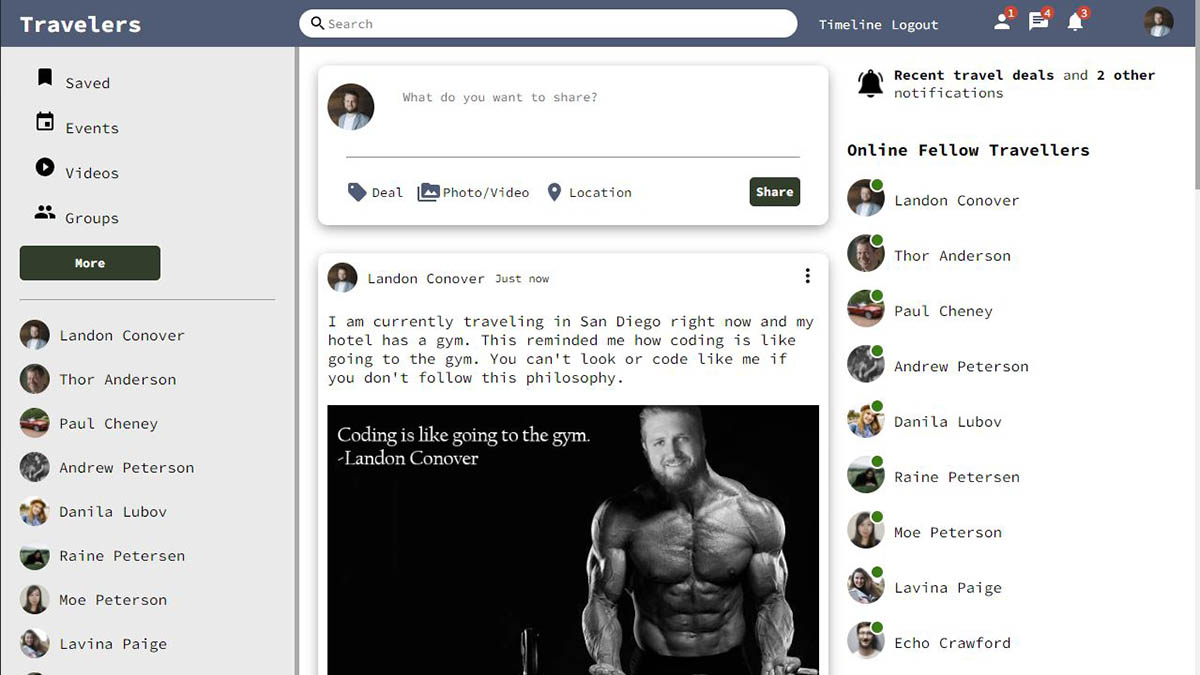 Travelers
Search
Timeline Logout
1
4
3
Saved
Events
Videos
Groups
More
Landon Conover
Thor Anderson
Paul Cheney
Andrew Peterson
Danila Lubov
Raine Petersen
Moe Peterson
Lavina Paige
What do you want to share?
Deal
Photo/Video
Location
Share
Landon Conover Just now
I am currently traveling in San Diego right now and my
hotel has a gym. This reminded me how coding is like
going to the gym. You can't look or code like me if
you don't follow this philosophy.
Coding is like going to the gym.
-Landon Conover
Recent travel deals and 2 other
notifications
Online Fellow Travellers
Landon Conover
Thor Anderson
Paul Cheney
Andrew Peterson
Danila Lubov
Raine Petersen
Moe Peterson
Lavina Paige
Echo Crawford